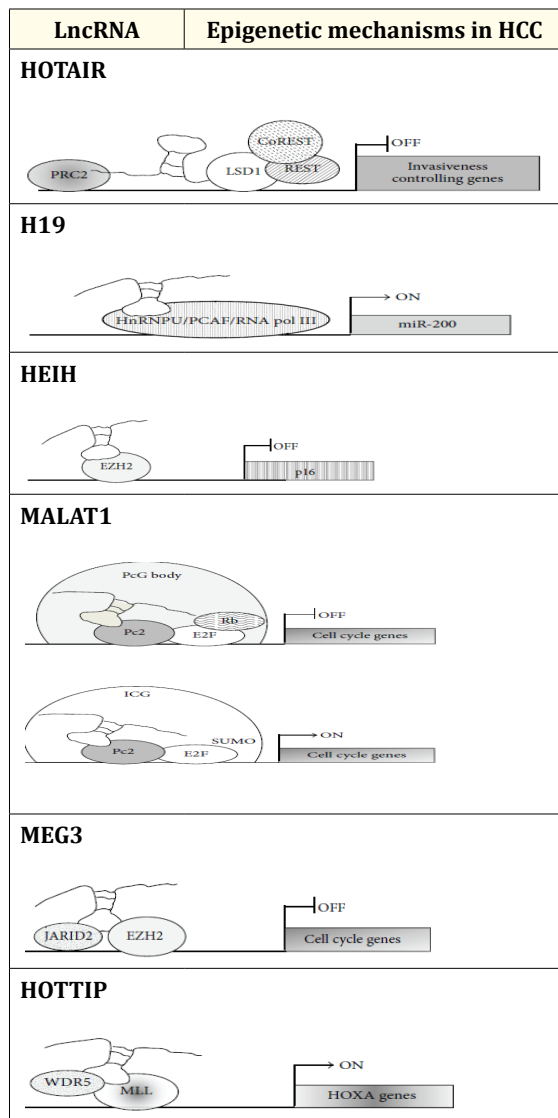 LncRNA Epigenetic mechanisms in HCC
HOTAIR
CoREST
OFF
PRC2
LSD1
REST
Invasiveness
controlling genes
H19
ON
HnRNPU/PCAF/RNA pol III
miR-200
HEIH
OFF
EZH2
p16
MALAT1
PcG body
OFF
Rb
Pc2
E2F
Cell cycle genes
ICG
SUMO
ON
Pc2
E2F
Cell cycle genes
MEG3
OFF
JARID2
EZH2
Cell cycle genes
HOTTIP
ON
WDR5
MLL
HOXA genes